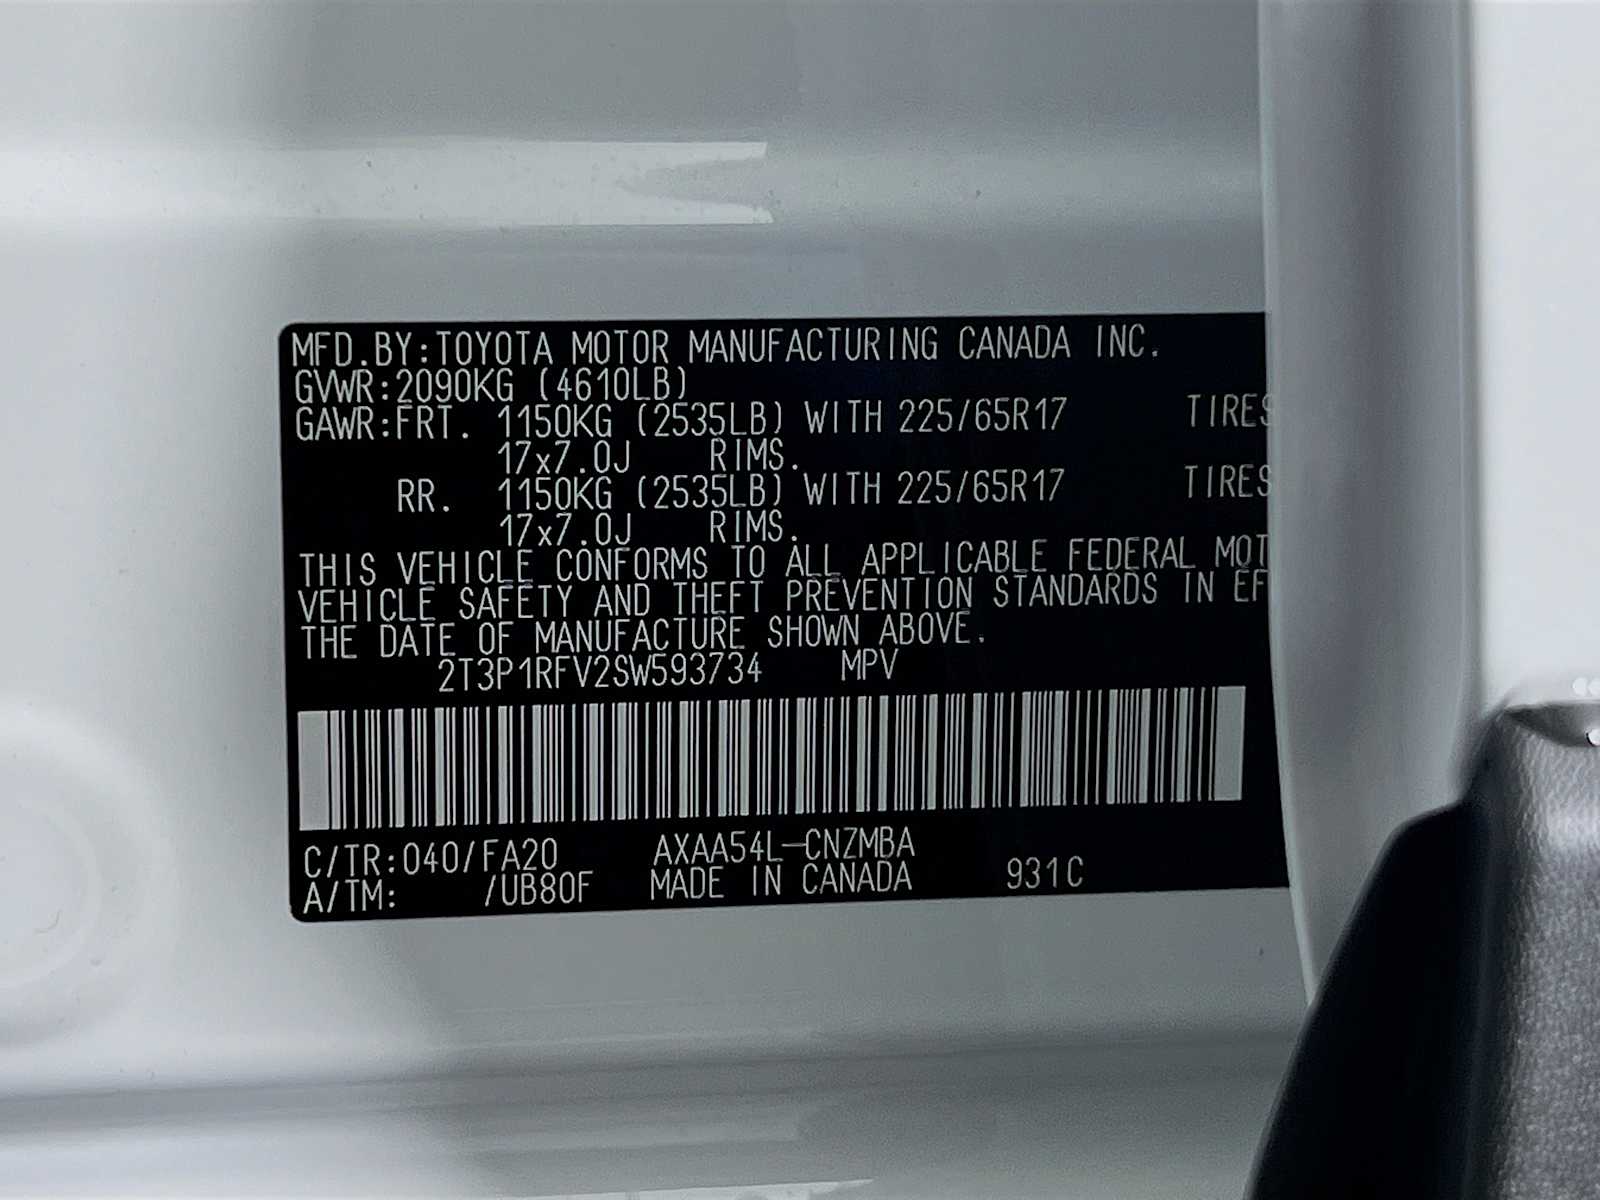 MFD.BY:TOYOTA MOTOR MANUFACTURING CANADA INC.
GVWR:2090KG (4610LB)
GAWR:FRT. 1150KG (2535LB) WITH 225/65R17 TIRES
17x7.0J RIMS.
RR. 1150KG (2535LB) WITH 225/65R17 TIRES
17x7.0J RIMS.
THIS VEHICLE CONFORMS TO ALL APPLICABLE FEDERAL MOT
VEHICLE SAFETY AND THEFT PREVENTION STANDARDS IN EF
THE DATE OF MANUFACTURE SHOWN ABOVE.
2T3P1RFV2SW593734 MPV
C/TR:040/FA20 AXAA54L-CNZMBA
A/TM: /UB80F MADE IN CANADA 931C